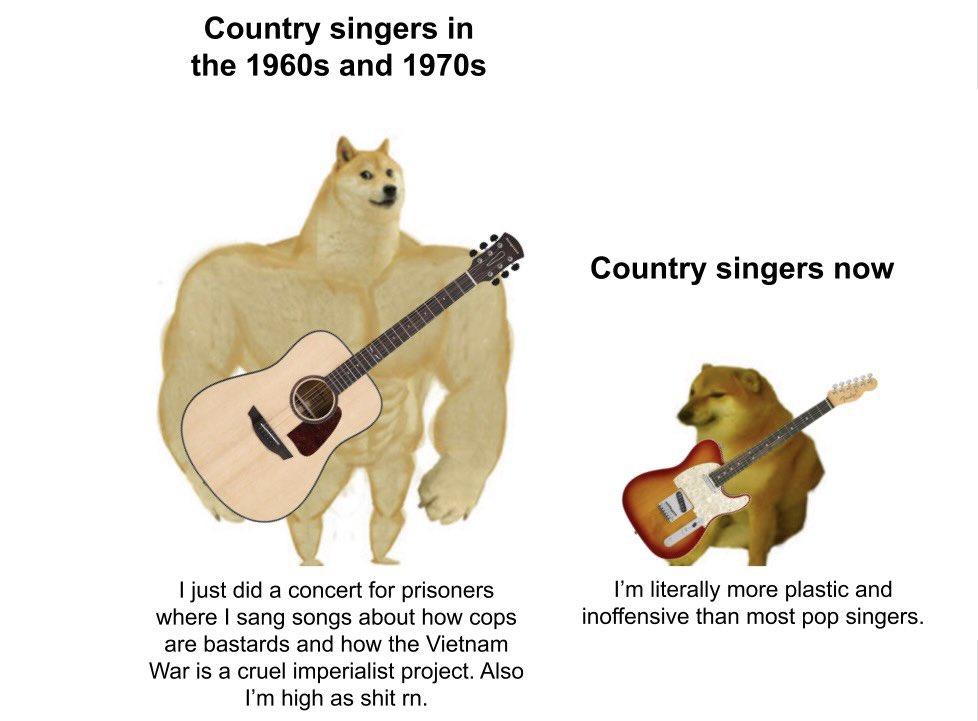 Country singers in
the 1960s and 1970s
Country singers now
I just did a concert for prisoners
where I sang songs about how cops
are bastards and how the Vietnam
War is a cruel imperialist project. Also
I'm high as shit rn.
I'm literally more plastic and
inoffensive than most pop singers.